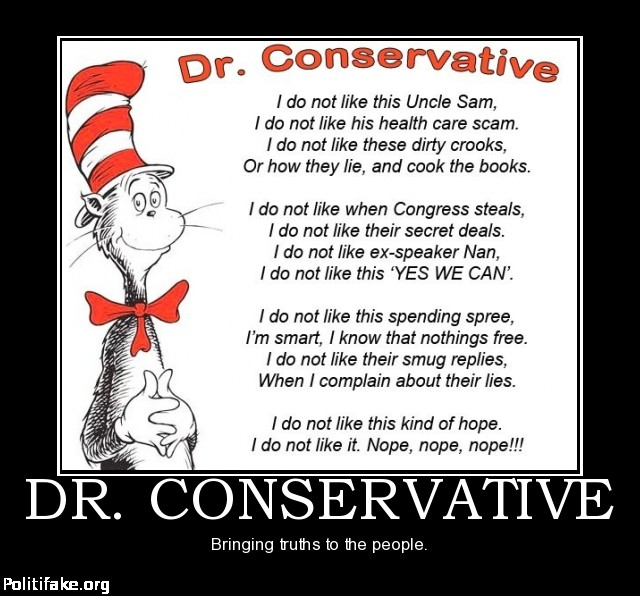 Dr. Conservative
I do not like this Uncle Sam,
I do not like his health care scam.
I do not like these dirty crooks,
Or how they lie, and cook the books.
I do not like when Congress steals,
I do not like their secret deals.
I do not like ex-speaker Nan,
I do not like this ‘YES WE CAN’.
I do not like this spending spree,
I’m smart, I know that nothings free.
I do not like their smug replies,
When I complain about their lies.
I do not like this kind of hope.
I do not like it. Nope, nope, nope!!!
DR. CONSERVATIVE
Bringing truths to the people.
Politifake.org